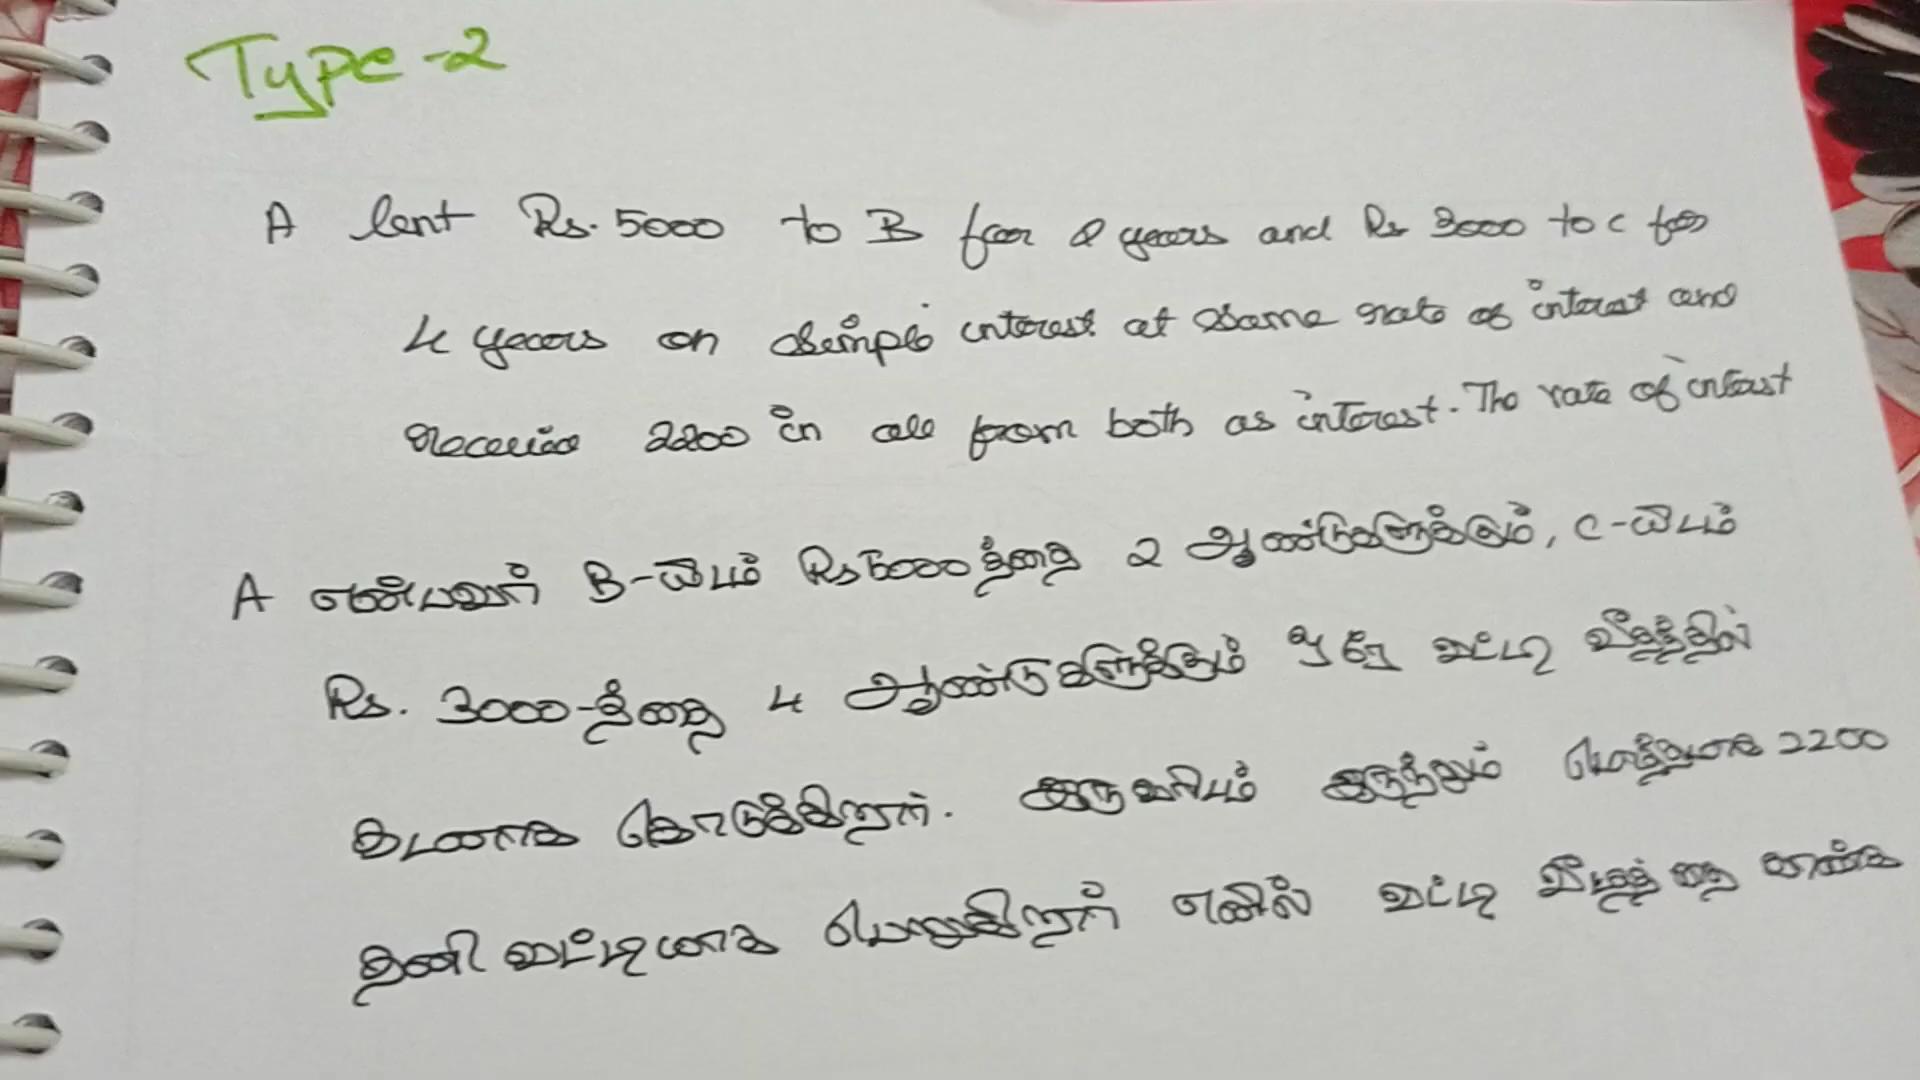 Type-2
A lent Rs. 5000 to B for 2 years and Rs 3000 to C for
4 years on simple interest at same rate of interest and
receive 2200 in all from both as interest. The rate of interest
A என்பவர் B-யிடம் Rs 5000த்தை 2 ஆண்டுகளுக்கும், C-யிடம்
Rs. 3000-த்தை 4 ஆண்டுகளுக்கும் ஒரே வட்டி வீதத்தில்
கடனாக கொடுக்கிறார். இருவரிடம் இருந்தும் மொத்தமாக 2200
தனி வட்டியாக பெறுகிறார் எனில் வட்டி வீதத்தை காண்க